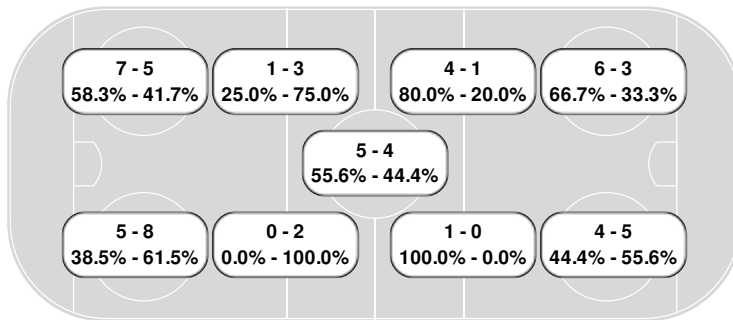 7 - 5
58.3% - 41.7%
1 - 3
25.0% - 75.0%
4 - 1
80.0% - 20.0%
6 - 3
66.7% - 33.3%
5 - 4
55.6% - 44.4%
5 - 8
38.5% - 61.5%
0 - 2
0.0% - 100.0%
1 - 0
100.0% - 0.0%
4 - 5
44.4% - 55.6%